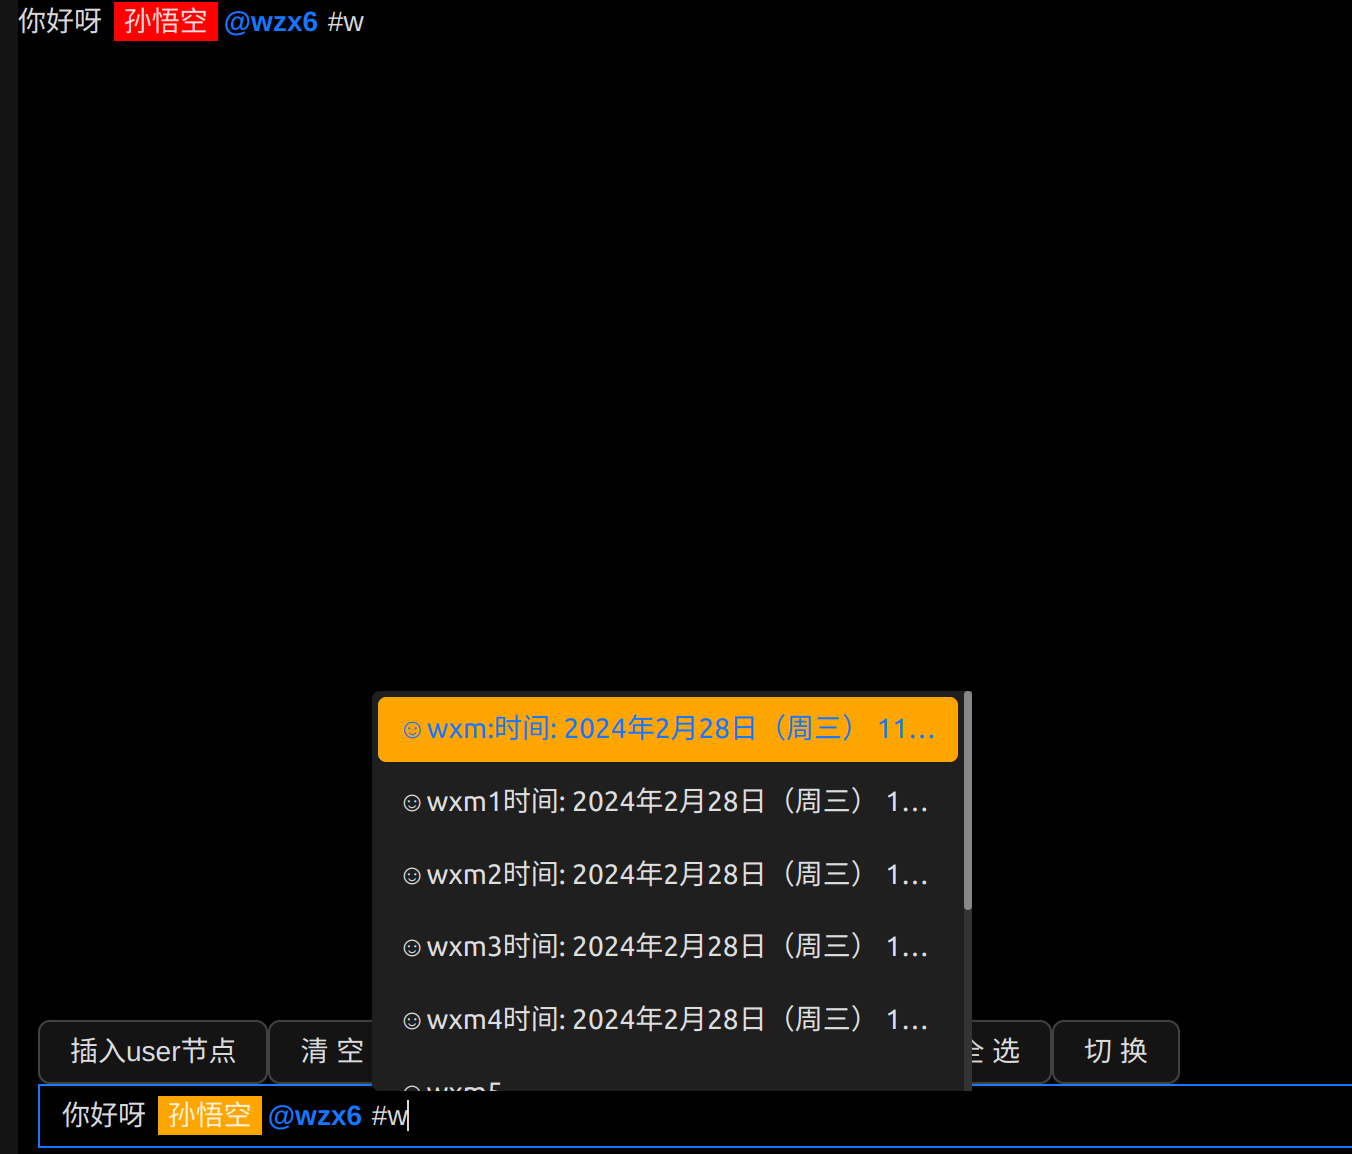 你好呀 孙悟空 @wzx6 #w
☺wxm:时间: 2024年2月28日（周三） 11...
☺wxm1时间: 2024年2月28日（周三） 1...
☺wxm2时间: 2024年2月28日（周三） 1...
☺wxm3时间: 2024年2月28日（周三） 1...
☺wxm4时间: 2024年2月28日（周三） 1...
☺wxm5
插入user节点 清 空 全 选 切 换
你好呀 孙悟空 @wzx6 #w